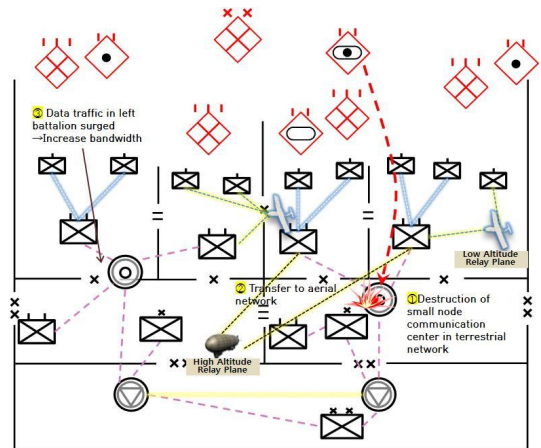 ③ Data traffic in left
battalion surged
→Increase bandwidth
Low Altitude
Relay Plane
② Transfer to aerial
network
①Destruction of
small node
communication
center in terrestrial
network
High Altitude
Relay Plane